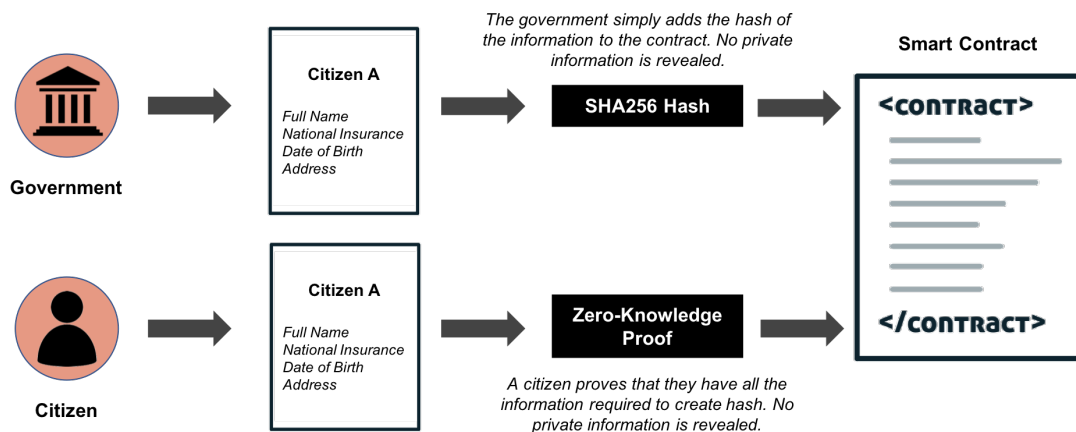 The government simply adds the hash of
the information to the contract. No private
information is revealed.
Smart Contract
Citizen A
Full Name
National Insurance
Date of Birth
Address
SHA256 Hash
<CONTRACT>
Government
Citizen A
Full Name
National Insurance
Date of Birth
Address
Zero-Knowledge
Proof
</CONTRACT>
Citizen
A citizen proves that they have all the
information required to create hash. No
private information is revealed.